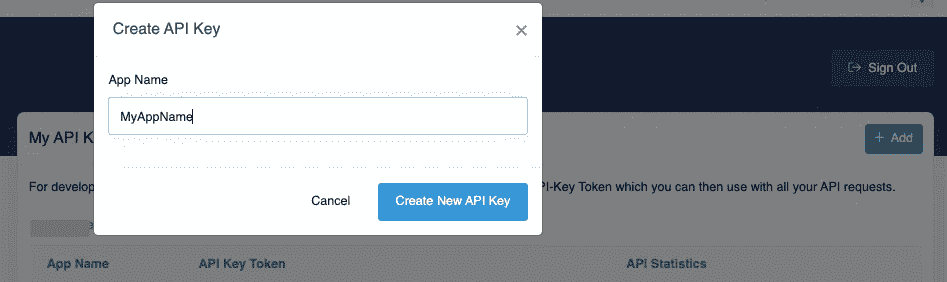 Create API Key ×
App Name
MyAppName
Sign Out
My API K
+ Add
For develop PI-Key Token which you can then use with all your API requests.
Cancel Create New API Key
App Name API Key Token API Statistics